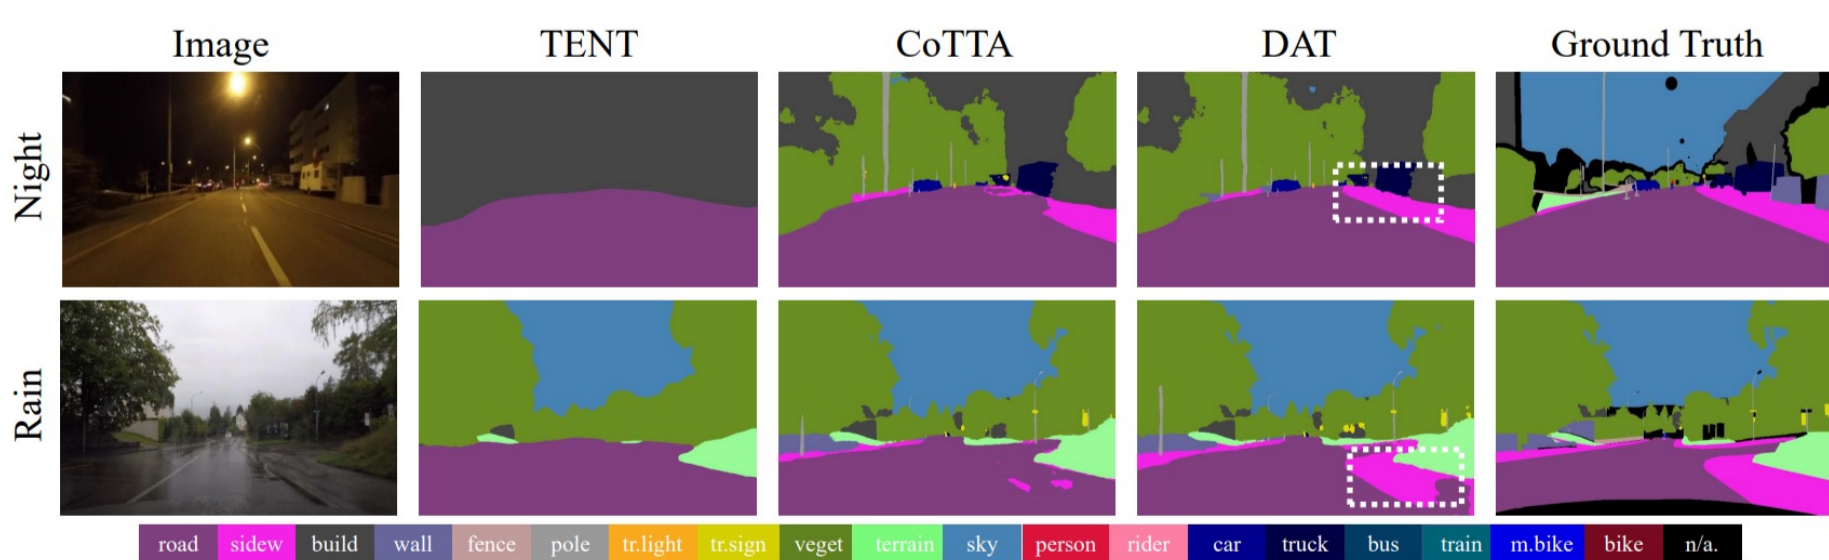 Image TENT CoTTA DAT Ground Truth
Night
Rain
road sidew build wall fence pole tr.light tr.sign veget terrain sky person rider car truck bus train m.bike bike n/a.